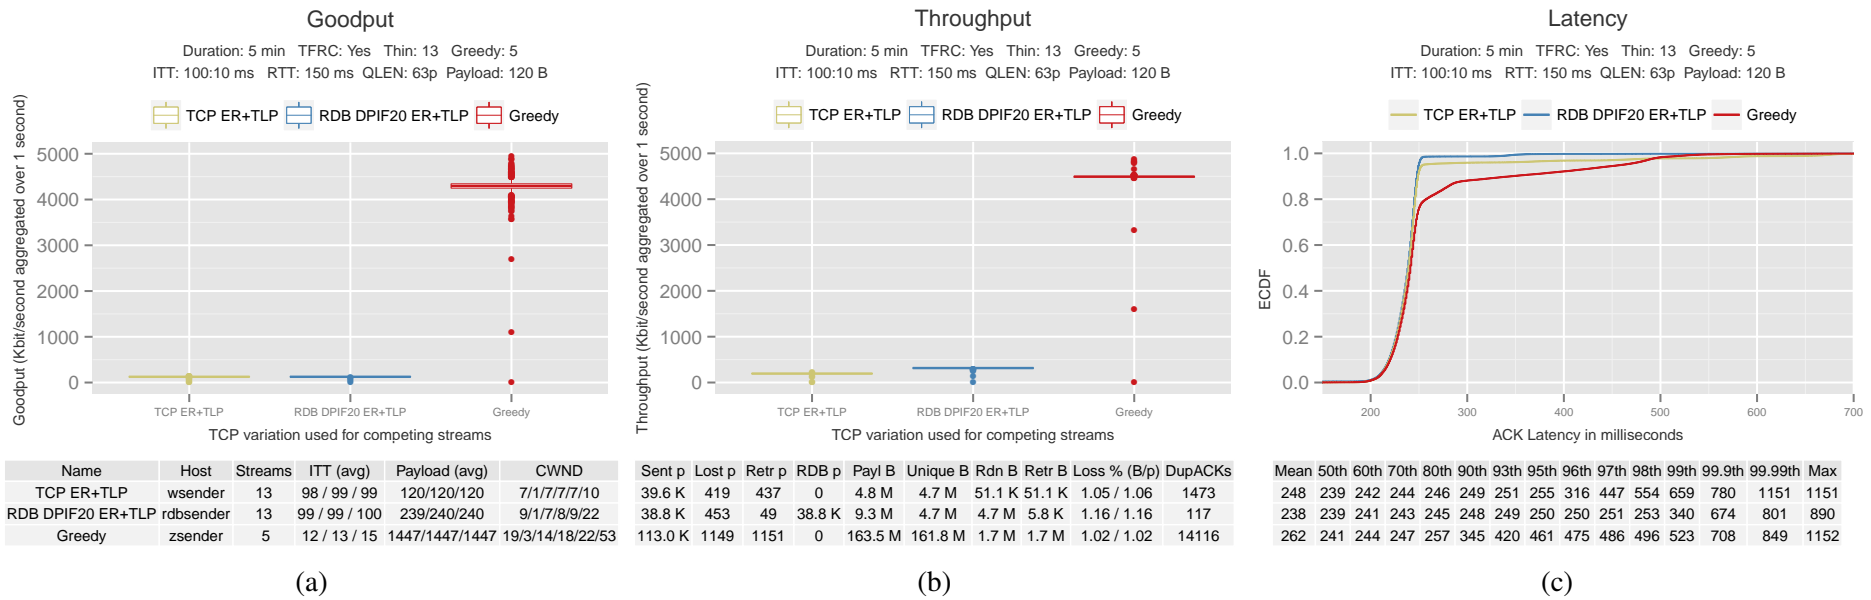 Goodput
Duration: 5 min TFRC: Yes Thin: 13 Greedy: 5
ITT: 100:10 ms RTT: 150 ms QLEN: 63p Payload: 120 B
TCP ER+TLP RDB DPIF20 ER+TLP Greedy
Goodput (Kbit/second aggregated over 1 second)
5000
4000
3000
2000
1000
0
TCP ER+TLP RDB DPIF20 ER+TLP Greedy
TCP variation used for competing streams
Name Host Streams ITT (avg) Payload (avg) CWND
TCP ER+TLP wsender 13 98 / 99 / 99 120/120/120 7/1/7/7/7/10
RDB DPIF20 ER+TLP rdbsender 13 99 / 99 / 100 239/240/240 9/1/7/8/9/22
Greedy zsender 5 12 / 13 / 15 1447/1447/1447 19/3/14/18/22/53
(a)
Throughput
Duration: 5 min TFRC: Yes Thin: 13 Greedy: 5
ITT: 100:10 ms RTT: 150 ms QLEN: 63p Payload: 120 B
TCP ER+TLP RDB DPIF20 ER+TLP Greedy
Throughput (Kbit/second aggregated over 1 second)
5000
4000
3000
2000
1000
0
TCP ER+TLP RDB DPIF20 ER+TLP Greedy
TCP variation used for competing streams
Sent p Lost p Retr p RDB p Payl B Unique B Rdn B Retr B Loss % (B/p) DupACKs
39.6 K 419 437 0 4.8 M 4.7 M 51.1 K 51.1 K 1.05 / 1.06 1473
38.8 K 453 49 38.8 K 9.3 M 4.7 M 4.7 M 5.8 K 1.16 / 1.16 117
113.0 K 1149 1151 0 163.5 M 161.8 M 1.7 M 1.7 M 1.02 / 1.02 14116
(b)
Latency
Duration: 5 min TFRC: Yes Thin: 13 Greedy: 5
ITT: 100:10 ms RTT: 150 ms QLEN: 63p Payload: 120 B
TCP ER+TLP RDB DPIF20 ER+TLP Greedy
ECDF
1.0
0.8
0.6
0.4
0.2
0.0
200 300 400 500 600 700
ACK Latency in milliseconds
Mean 50th 60th 70th 80th 90th 93th 95th 96th 97th 98th 99th 99.9th 99.99th Max
248 239 242 244 246 249 251 255 316 447 554 659 780 1151 1151
238 239 241 243 245 248 249 250 250 251 253 340 674 801 890
262 241 244 247 257 345 420 461 475 486 496 523 708 849 1152
(c)